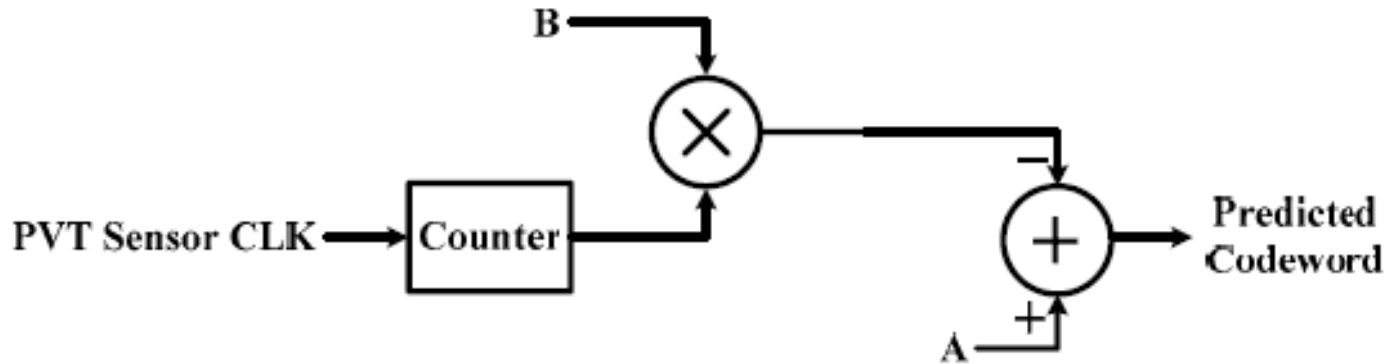 B
×
−
PVT Sensor CLK
Counter
+
Predicted
Codeword
+
A